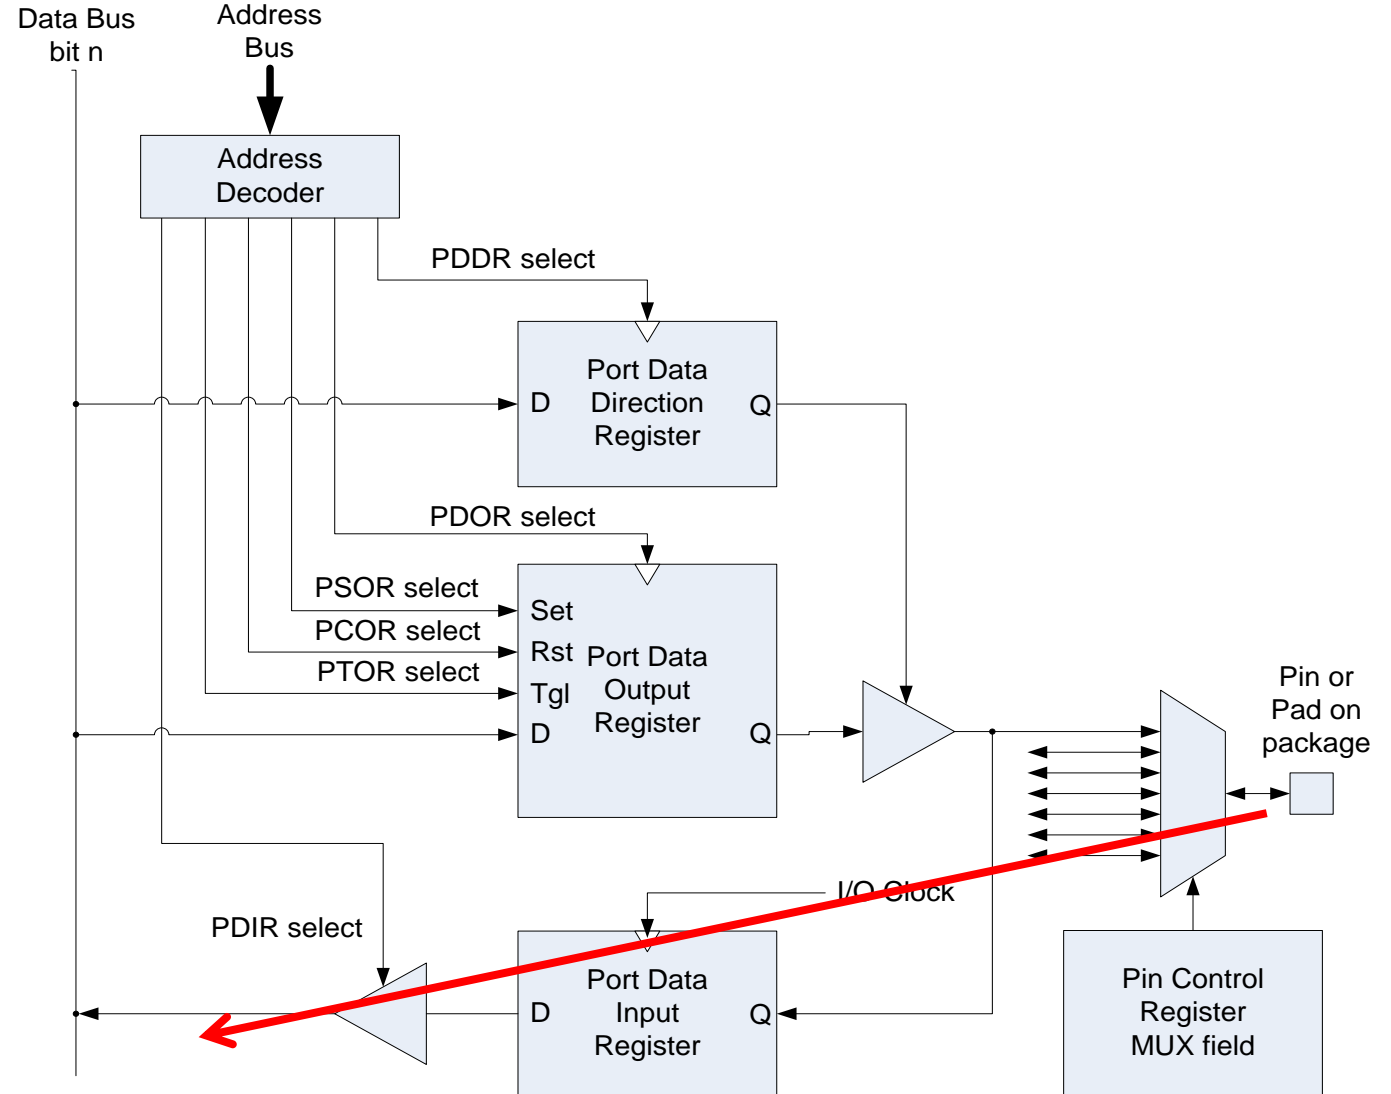 Data Bus
bit n
Address
Bus
Address
Decoder
PDDR select
Port Data
Direction
Register
D
Q
PDOR select
PSOR select
PCOR select
PTOR select
Set
Rst
Tgl
D
Port Data
Output
Register
Q
Pin or
Pad on
package
I/O Clock
PDIR select
Port Data
Input
Register
D
Q
Pin Control
Register
MUX field